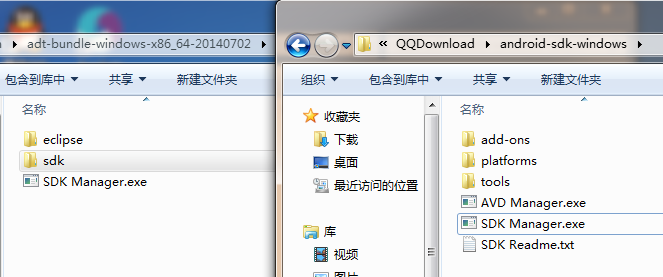 adt-bundle-windows-x86_64-20140702
包含到库中 共享 新建文件夹
名称
eclipse
sdk
SDK Manager.exe
« QQDownload android-sdk-windows
组织 包含到库中 共享 新建文件夹
收藏夹
下载
桌面
最近访问的位置
库
视频
图片
名称
add-ons
platforms
tools
AVD Manager.exe
SDK Manager.exe
SDK Readme.txt